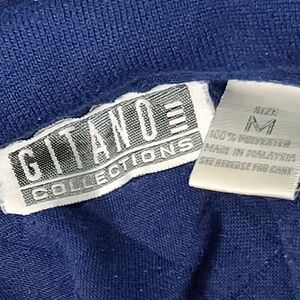 GITANO
COLLECTIONS
SIZE
M
100% POLYESTER
MADE IN MALAYSIA
SEE REVERSE FOR CARE